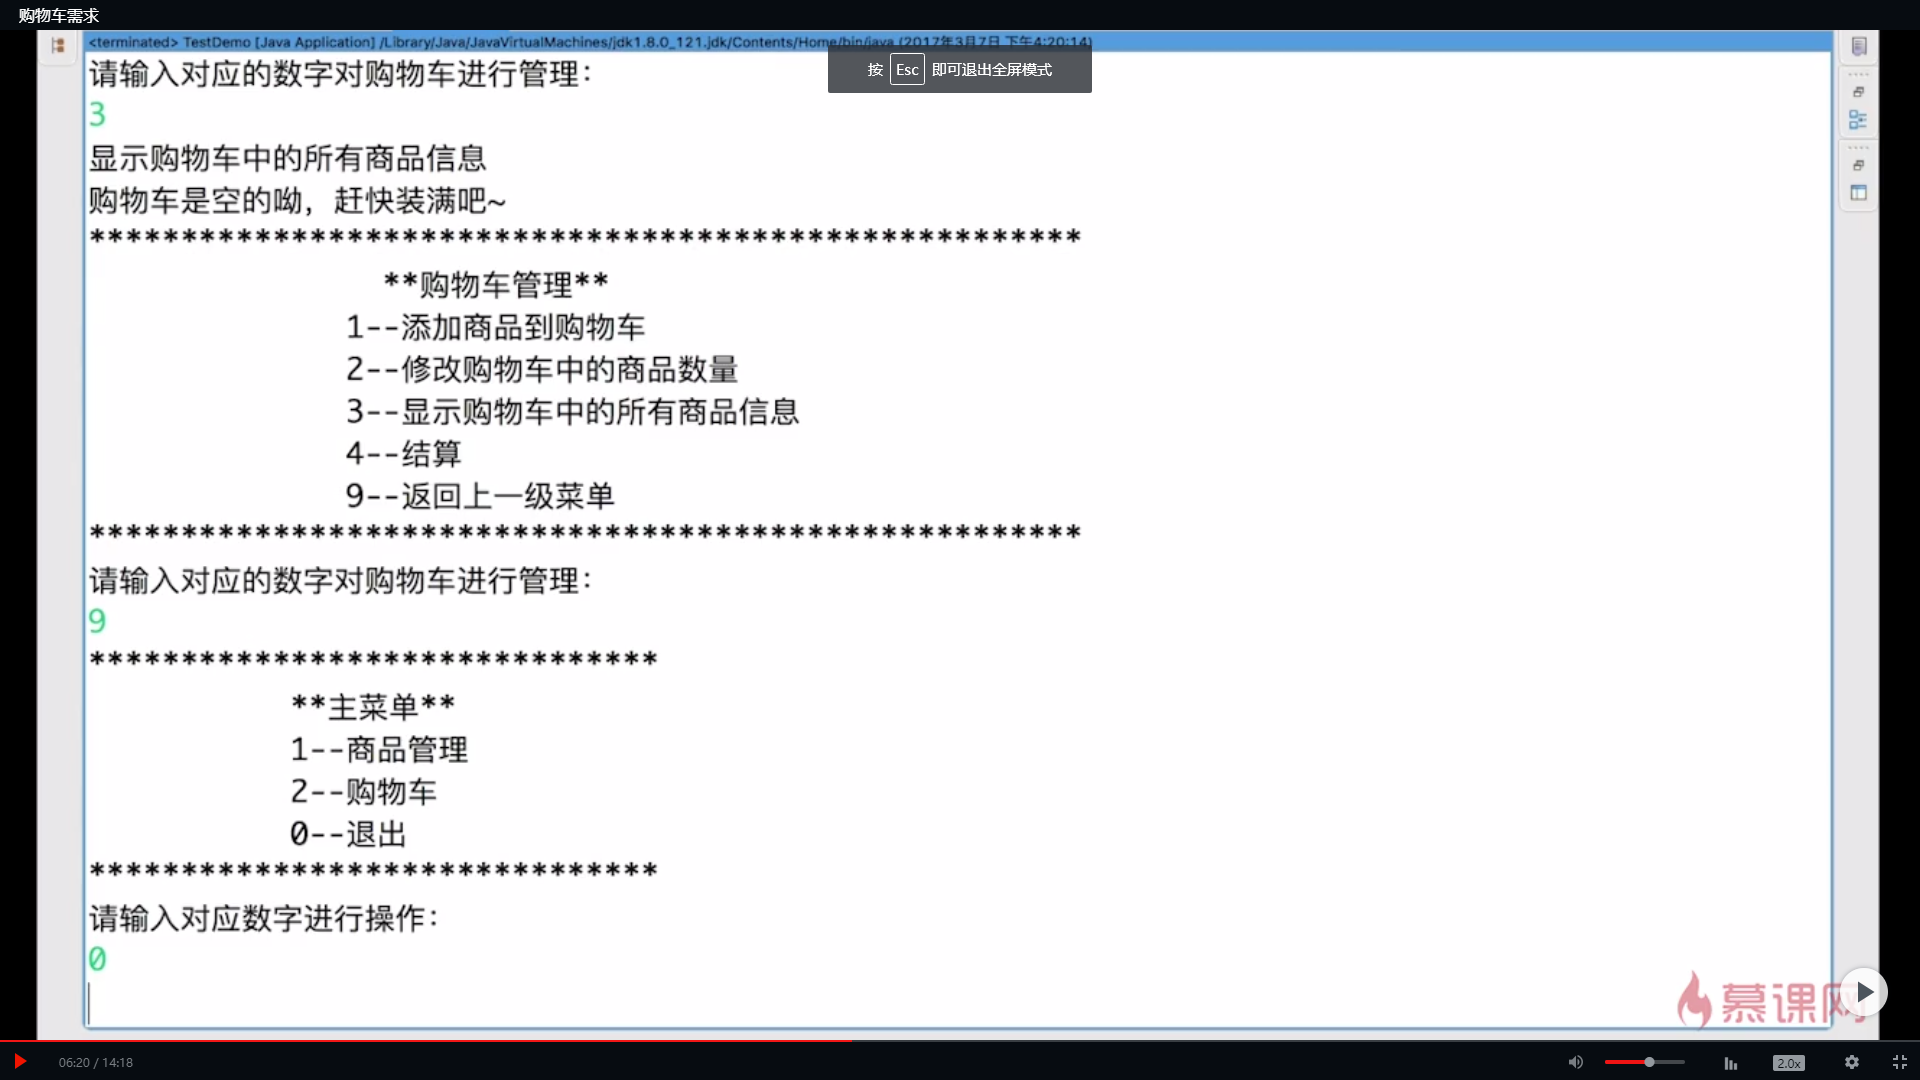 购物车需求
<terminated> TestDemo [Java Application] /Library/Java/JavaVirtualMachines/jdk1.8.0_121.jdk/Contents/Home/bin/java (2017年3月7日 下午4:20:14)
按 Esc 即可退出全屏模式
请输入对应的数字对购物车进行管理：
3
显示购物车中的所有商品信息
购物车是空的呦，赶快装满吧~
******************************************************
**购物车管理**
1--添加商品到购物车
2--修改购物车中的商品数量
3--显示购物车中的所有商品信息
4--结算
9--返回上一级菜单
******************************************************
请输入对应的数字对购物车进行管理：
9
*******************************
**主菜单**
1--商品管理
2--购物车
0--退出
*******************************
请输入对应数字进行操作：
0
慕课网
06:20 / 14:18
2.0x